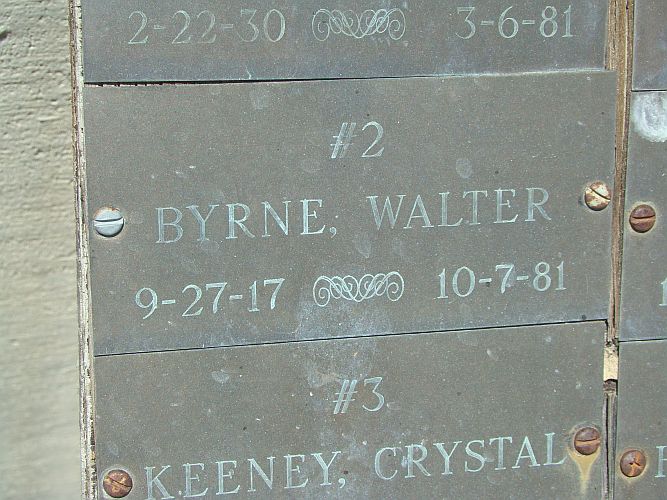 2-22-30 3-6-81
#2
BYRNE, WALTER
9-27-17 10-7-81
#3
KEENEY, CRYSTAL